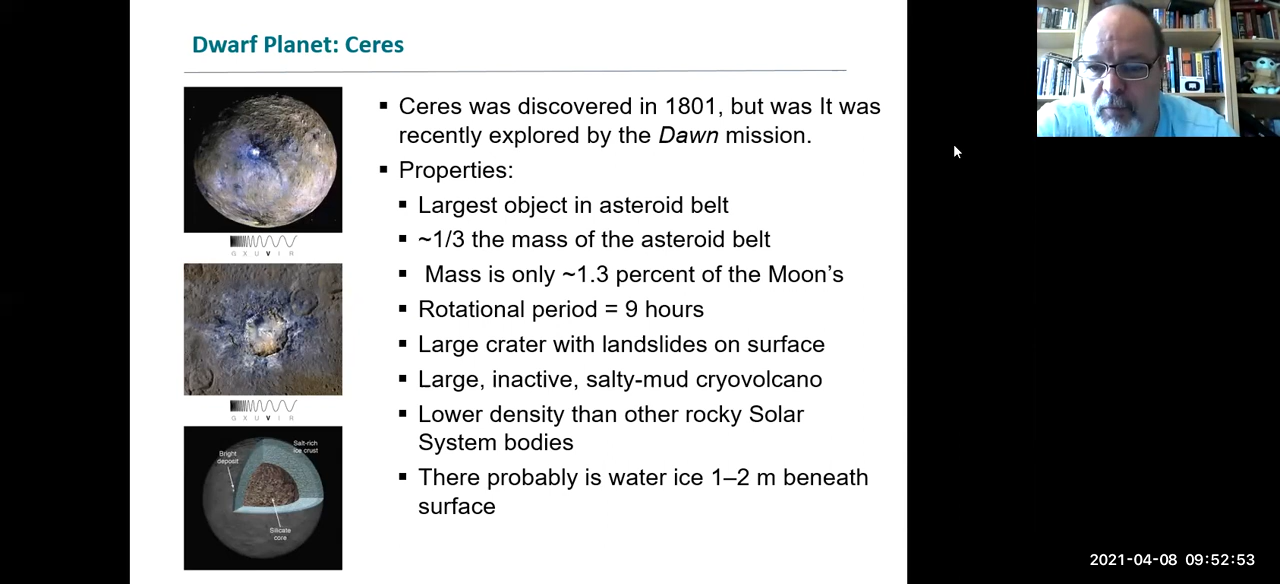 Dwarf Planet: Ceres
▪ Ceres was discovered in 1801, but was It was
recently explored by the Dawn mission.
▪ Properties:
▪ Largest object in asteroid belt
▪ ~1/3 the mass of the asteroid belt
▪ Mass is only ~1.3 percent of the Moon’s
▪ Rotational period = 9 hours
▪ Large crater with landslides on surface
▪ Large, inactive, salty-mud cryovolcano
▪ Lower density than other rocky Solar
System bodies
▪ There probably is water ice 1–2 m beneath
surface
G X U V I R
G X U V I R
Bright
deposit
Salt-rich
ice crust
Silicate
core
2021-04-08 09:52:53